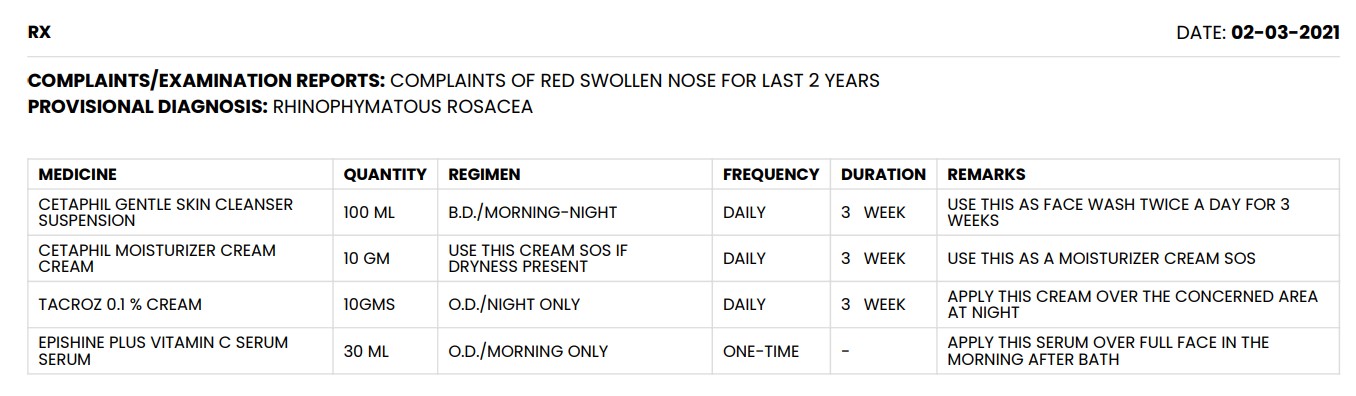 RX DATE: 02-03-2021
COMPLAINTS/EXAMINATION REPORTS: COMPLAINTS OF RED SWOLLEN NOSE FOR LAST 2 YEARS
PROVISIONAL DIAGNOSIS: RHINOPHYMATOUS ROSACEA
MEDICINE QUANTITY REGIMEN FREQUENCY DURATION REMARKS
CETAPHIL GENTLE SKIN CLEANSER
SUSPENSION
100 ML
B.D./MORNING-NIGHT
DAILY
3 WEEK
USE THIS AS FACE WASH TWICE A DAY FOR 3
WEEKS
CETAPHIL MOISTURIZER CREAM
CREAM
10 GM
USE THIS CREAM SOS IF
DRYNESS PRESENT
DAILY
3 WEEK
USE THIS AS A MOISTURIZER CREAM SOS
TACROZ 0.1 % CREAM
10GMS
O.D./NIGHT ONLY
DAILY
3 WEEK
APPLY THIS CREAM OVER THE CONCERNED AREA
AT NIGHT
EPISHINE PLUS VITAMIN C SERUM
SERUM
30 ML
O.D./MORNING ONLY
ONE-TIME
-
APPLY THIS SERUM OVER FULL FACE IN THE
MORNING AFTER BATH